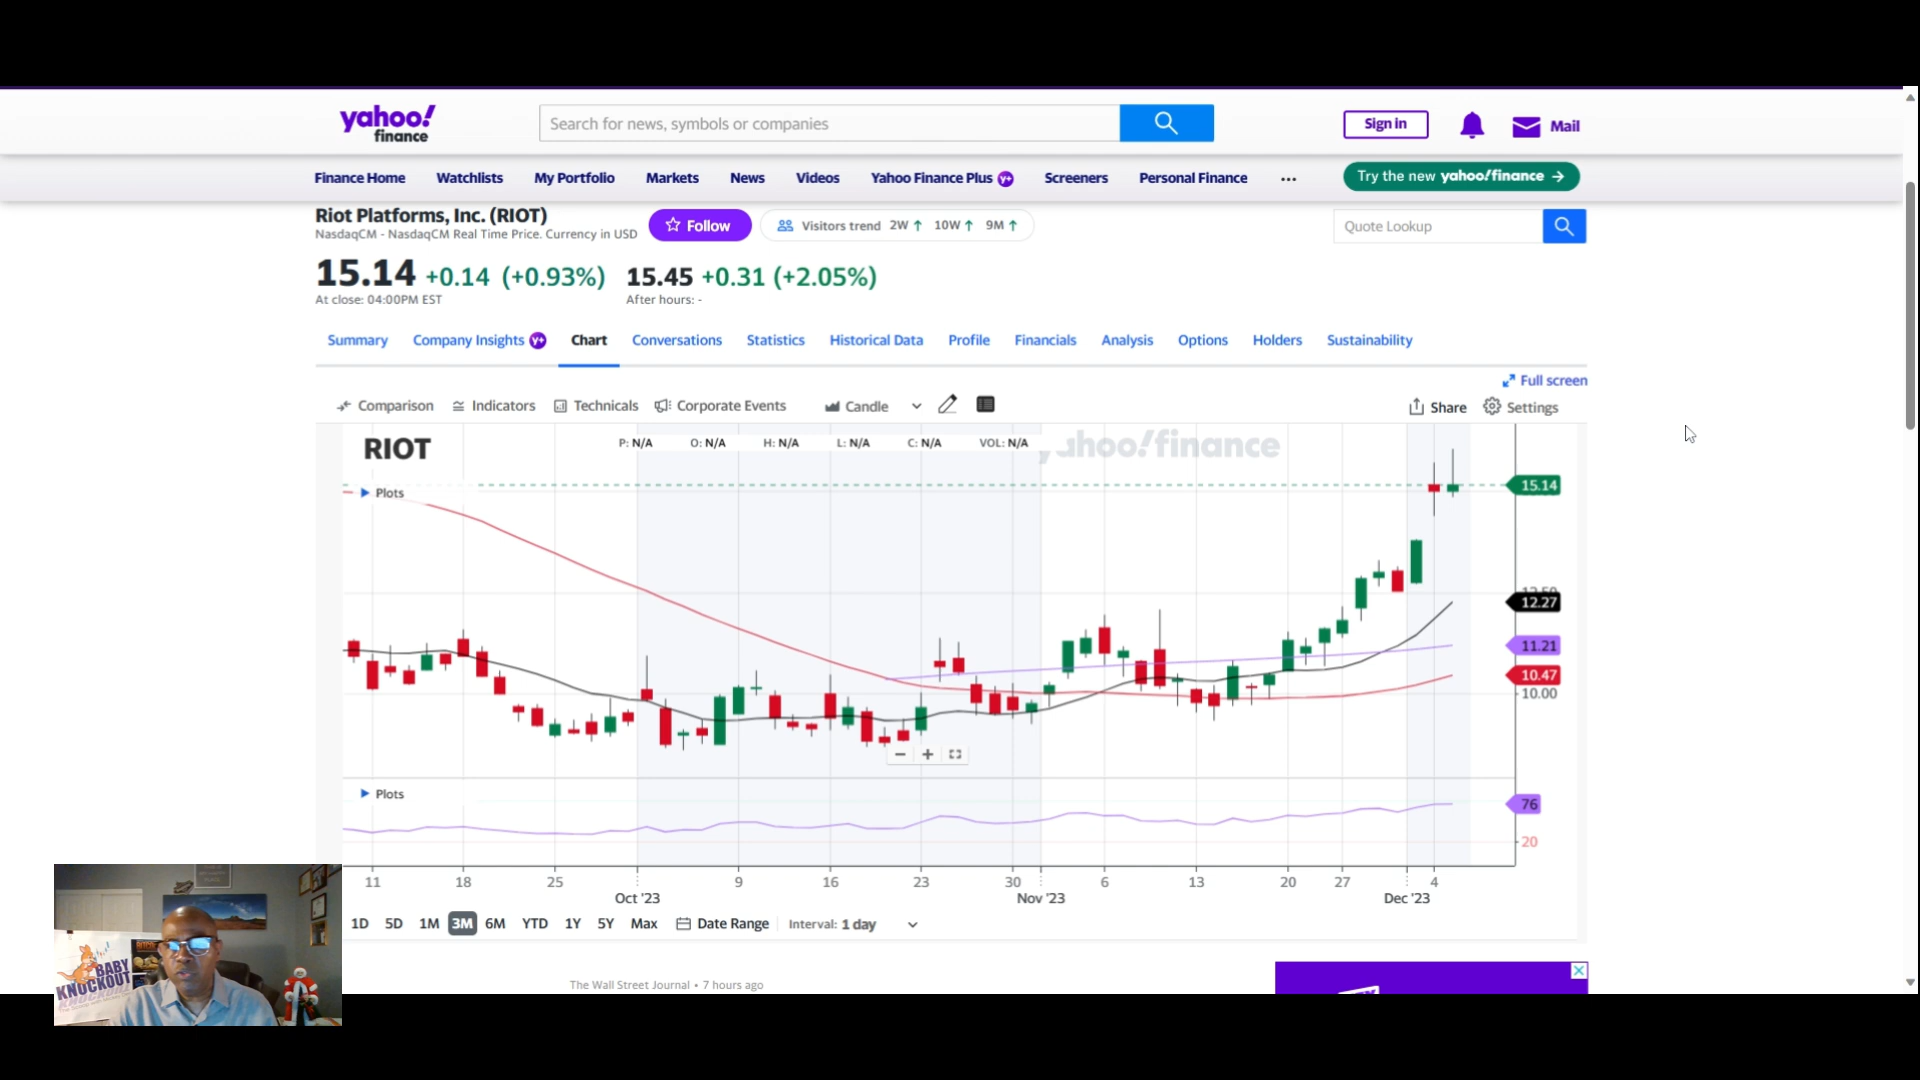 yahoo!
finance
Search for news, symbols or companies
Sign in
Mail
Finance Home Watchlists My Portfolio Markets News Videos Yahoo Finance Plus Y+ Screeners Personal Finance ...
Try the new yahoo!finance →
Riot Platforms, Inc. (RIOT)
NasdaqCM - NasdaqCM Real Time Price. Currency in USD
Follow
Visitors trend 2W ↑ 10W ↑ 9M ↑
Quote Lookup
15.14 +0.14 (+0.93%) 15.45 +0.31 (+2.05%)
At close: 04:00PM EST After hours: -
Summary Company Insights Y+ Chart Conversations Statistics Historical Data Profile Financials Analysis Options Holders Sustainability
Full screen
Comparison Indicators Technicals Corporate Events Candle Share Settings
RIOT
P: N/A O: N/A H: N/A L: N/A C: N/A VOL: N/A
yahoo!finance
Plots
15.14
12.50
12.27
11.21
10.47
10.00
Plots
76
20
11 18 25 9 16 23 30 6 13 20 27 4
Oct '23 Nov '23 Dec '23
1D 5D 1M 3M 6M YTD 1Y 5Y Max Date Range Interval: 1 day
The Wall Street Journal • 7 hours ago
BABY
KNOCKOUT